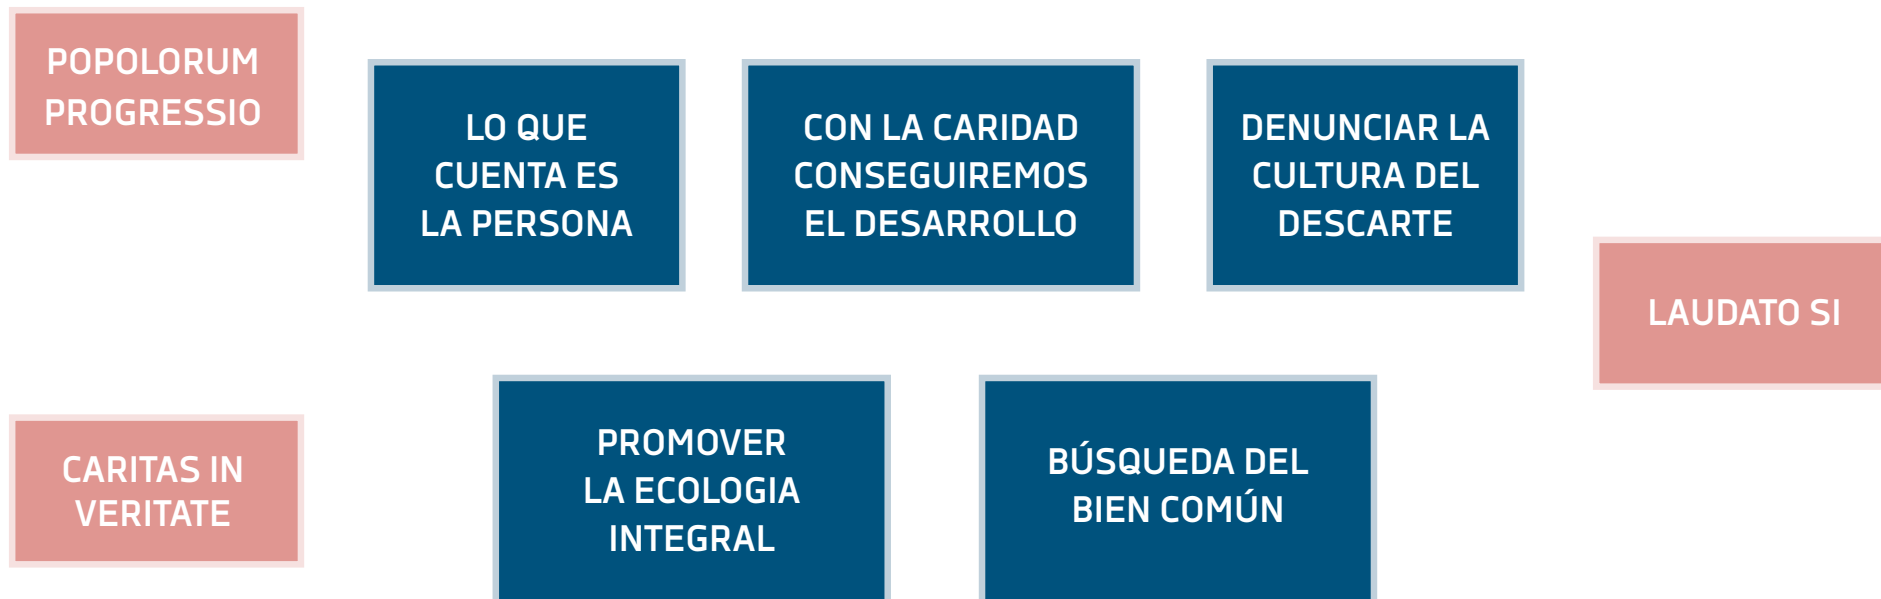 POPOLORUM
PROGRESSIO
LO QUE
CUENTA ES
LA PERSONA
CON LA CARIDAD
CONSEGUIREMOS
EL DESARROLLO
DENUNCIAR LA
CULTURA DEL
DESCARTE
LAUDATO SI
CARITAS IN
VERITATE
PROMOVER
LA ECOLOGIA
INTEGRAL
BÚSQUEDA DEL
BIEN COMÚN